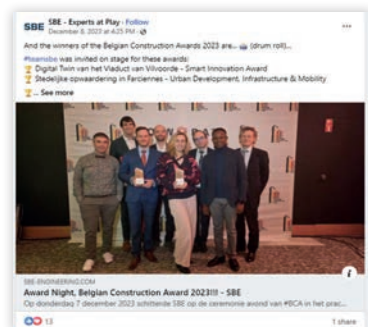 SBE
SBE - Experts at Play · Follow
December 8, 2023 at 4:25 PM ·
And the winners of the Belgian Construction Awards 2023 are... (drum roll)...
#teamsbe was invited on stage for these awards:
🏆 Digital Twin van het Viaduct van Vilvoorde - Smart Innovation Award
🏆 Stedelijke opwaardering in Farciennes - Urban Development, Infrastructure & Mobility
🏆... See more
SBE-ENGINEERING.COM
Award Night, Belgian Construction Award 2023!!! - SBE
Op donderdag 7 december 2023 schitterde SBE op de ceremonie avond van #BCA in het prac...
13
1 share